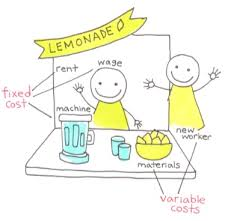 LEMONADE
rent
wage
fixed
cost
machine
new
worker
materials
variable
costs